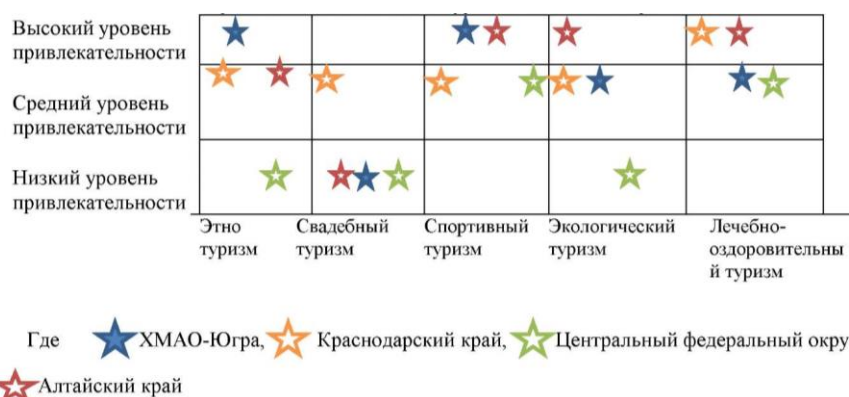 Высокий уровень
привлекательности
Средний уровень
привлекательности
Низкий уровень
привлекательности
Этно туризм
Свадебный туризм
Спортивный туризм
Экологический туризм
Лечебно-
оздоровительны
й туризм
Где ХМАО-Югра, Краснодарский край, Центральный федеральный окру
Алтайский край